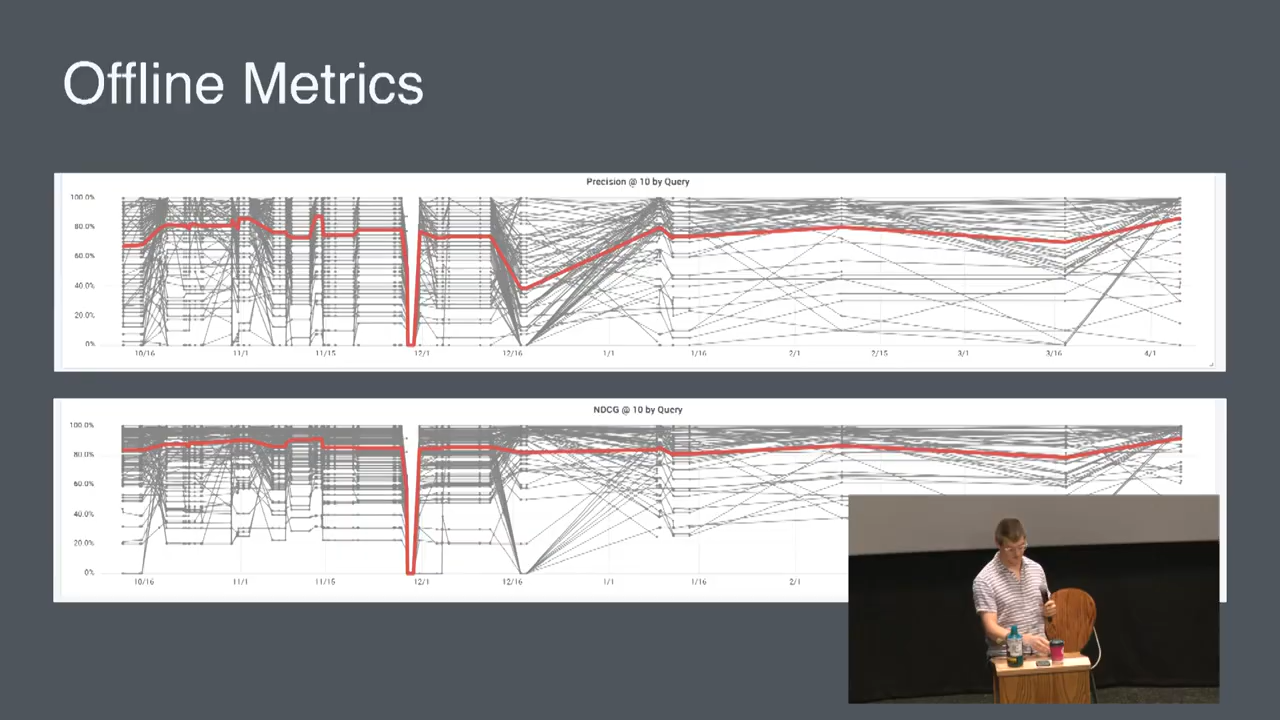 Offline Metrics
Precision @ 10 by Query
100.0%
80.0%
60.0%
40.0%
20.0%
0%
10/16 11/1 11/15 12/1 12/16 1/1 1/16 2/1 2/15 3/1 3/16 4/1
NDCG @ 10 by Query
100.0%
80.0%
60.0%
40.0%
20.0%
0%
10/16 11/1 11/15 12/1 12/16 1/1 1/16 2/1